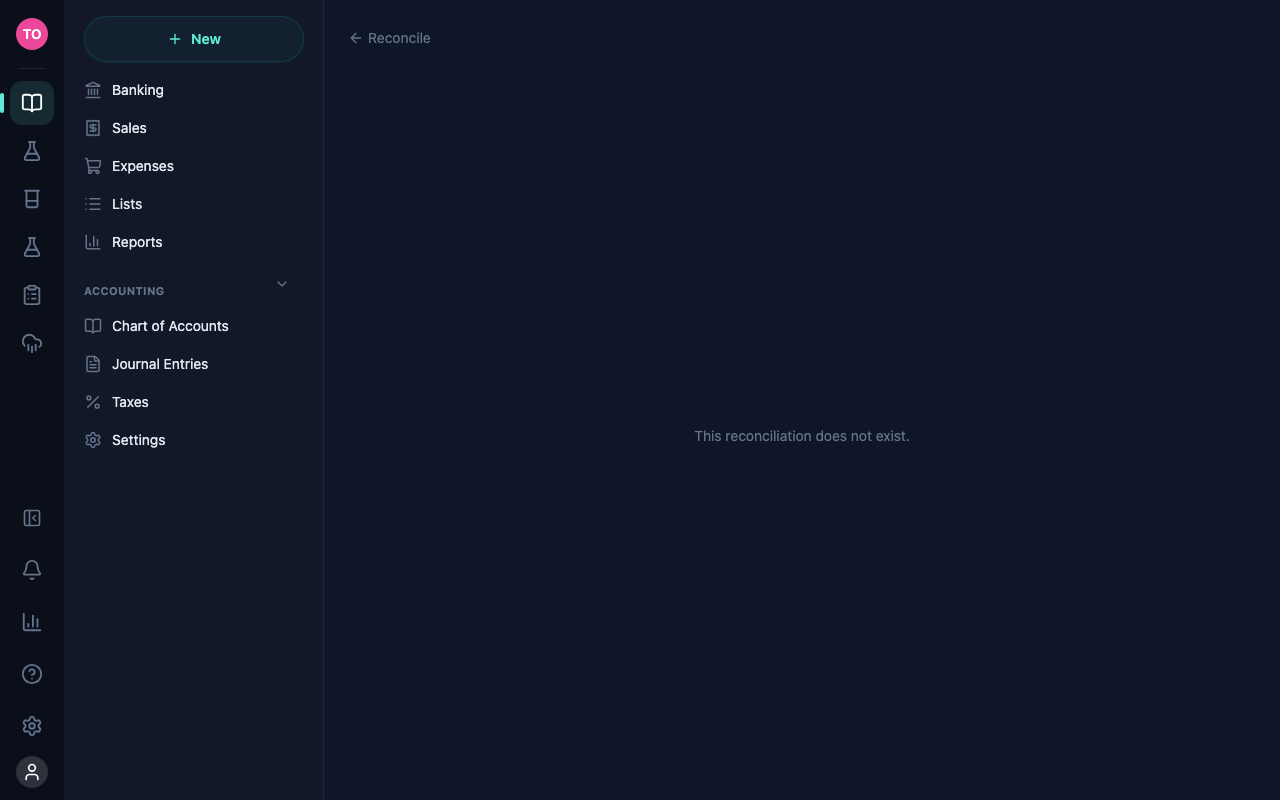 TO
New
Reconcile
Banking
Sales
Expenses
Lists
Reports
ACCOUNTING
Chart of Accounts
Journal Entries
Taxes
Settings
This reconciliation does not exist.